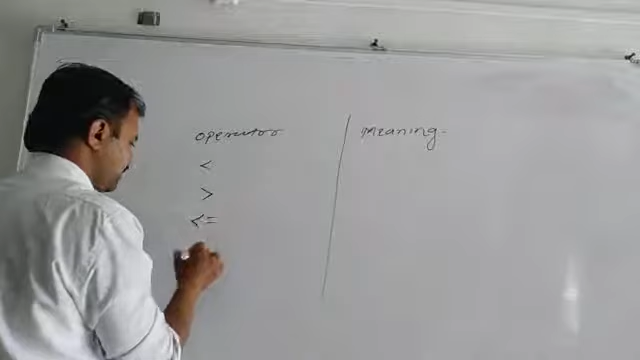 operator meaning.
<
>
<=